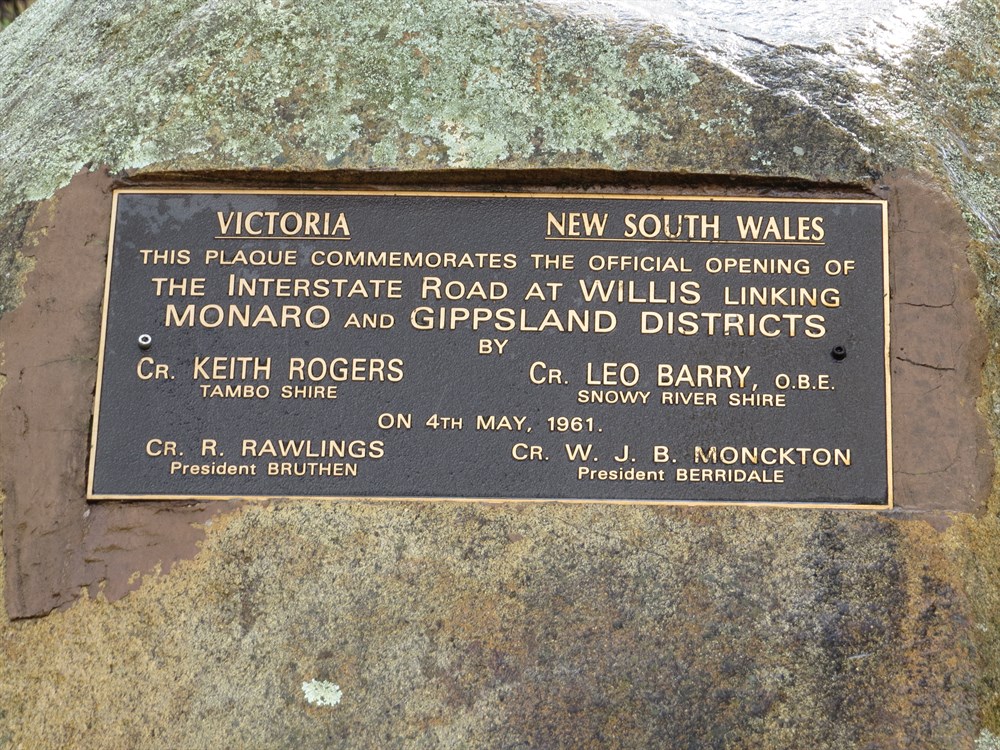 VICTORIA NEW SOUTH WALES
THIS PLAQUE COMMEMORATES THE OFFICIAL OPENING OF
THE INTERSTATE ROAD AT WILLIS LINKING
MONARO AND GIPPSLAND DISTRICTS
BY
CR. KEITH ROGERS CR. LEO BARRY, O.B.E.
TAMBO SHIRE SNOWY RIVER SHIRE
ON 4TH MAY, 1961.
CR. R. RAWLINGS CR. W. J. B. MONCKTON
President BRUTHEN President BERRIDALE